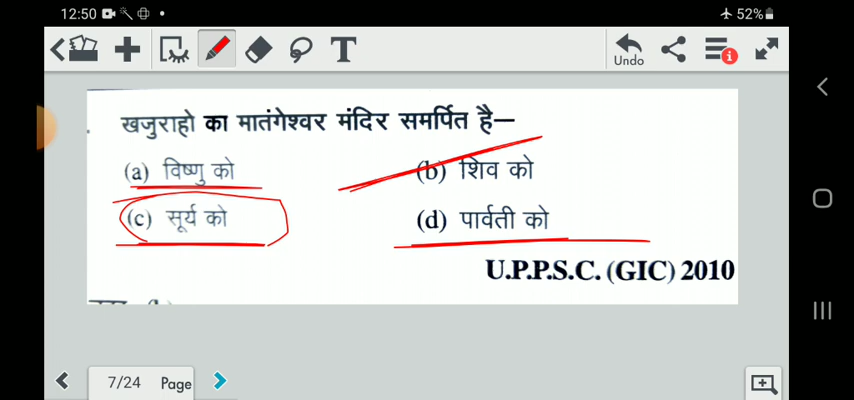 12:50
52%
T
Undo
i
खजुराहो का मातंगेश्वर मंदिर समर्पित है—
(a) विष्णु को (b) शिव को
(c) सूर्य को (d) पार्वती को
U.P.P.S.C. (GIC) 2010
7/24 Page